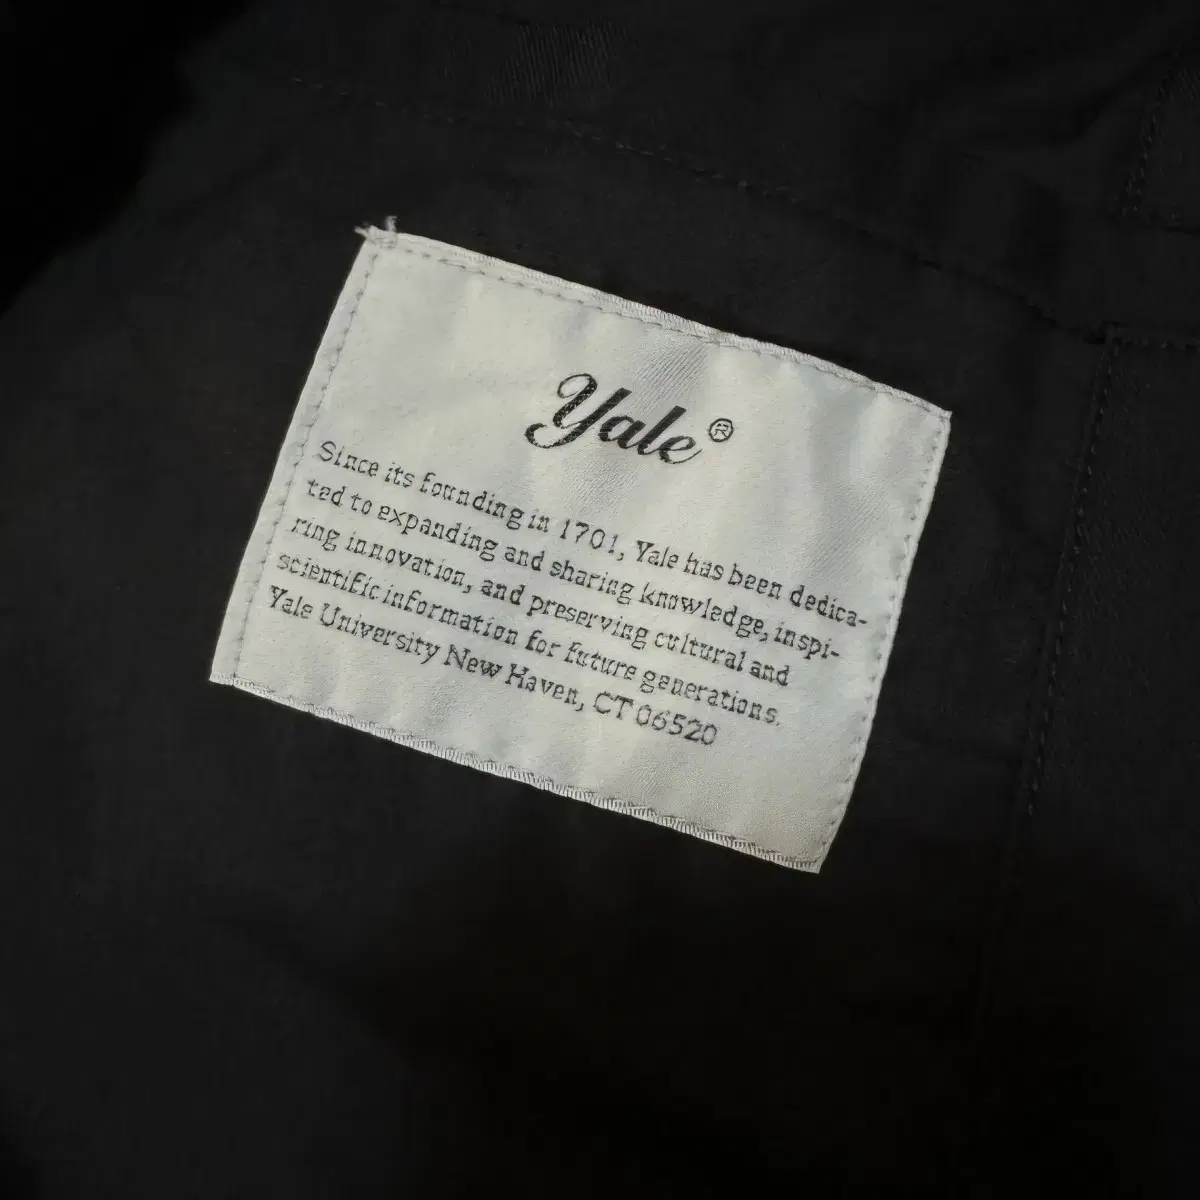 Yale®
Since its founding in 1701, Yale has been dedica-
ted to expanding and sharing knowledge, inspi-
ring innovation, and preserving cultural and
scientific information for future generations.
Yale University New Haven, CT 06520